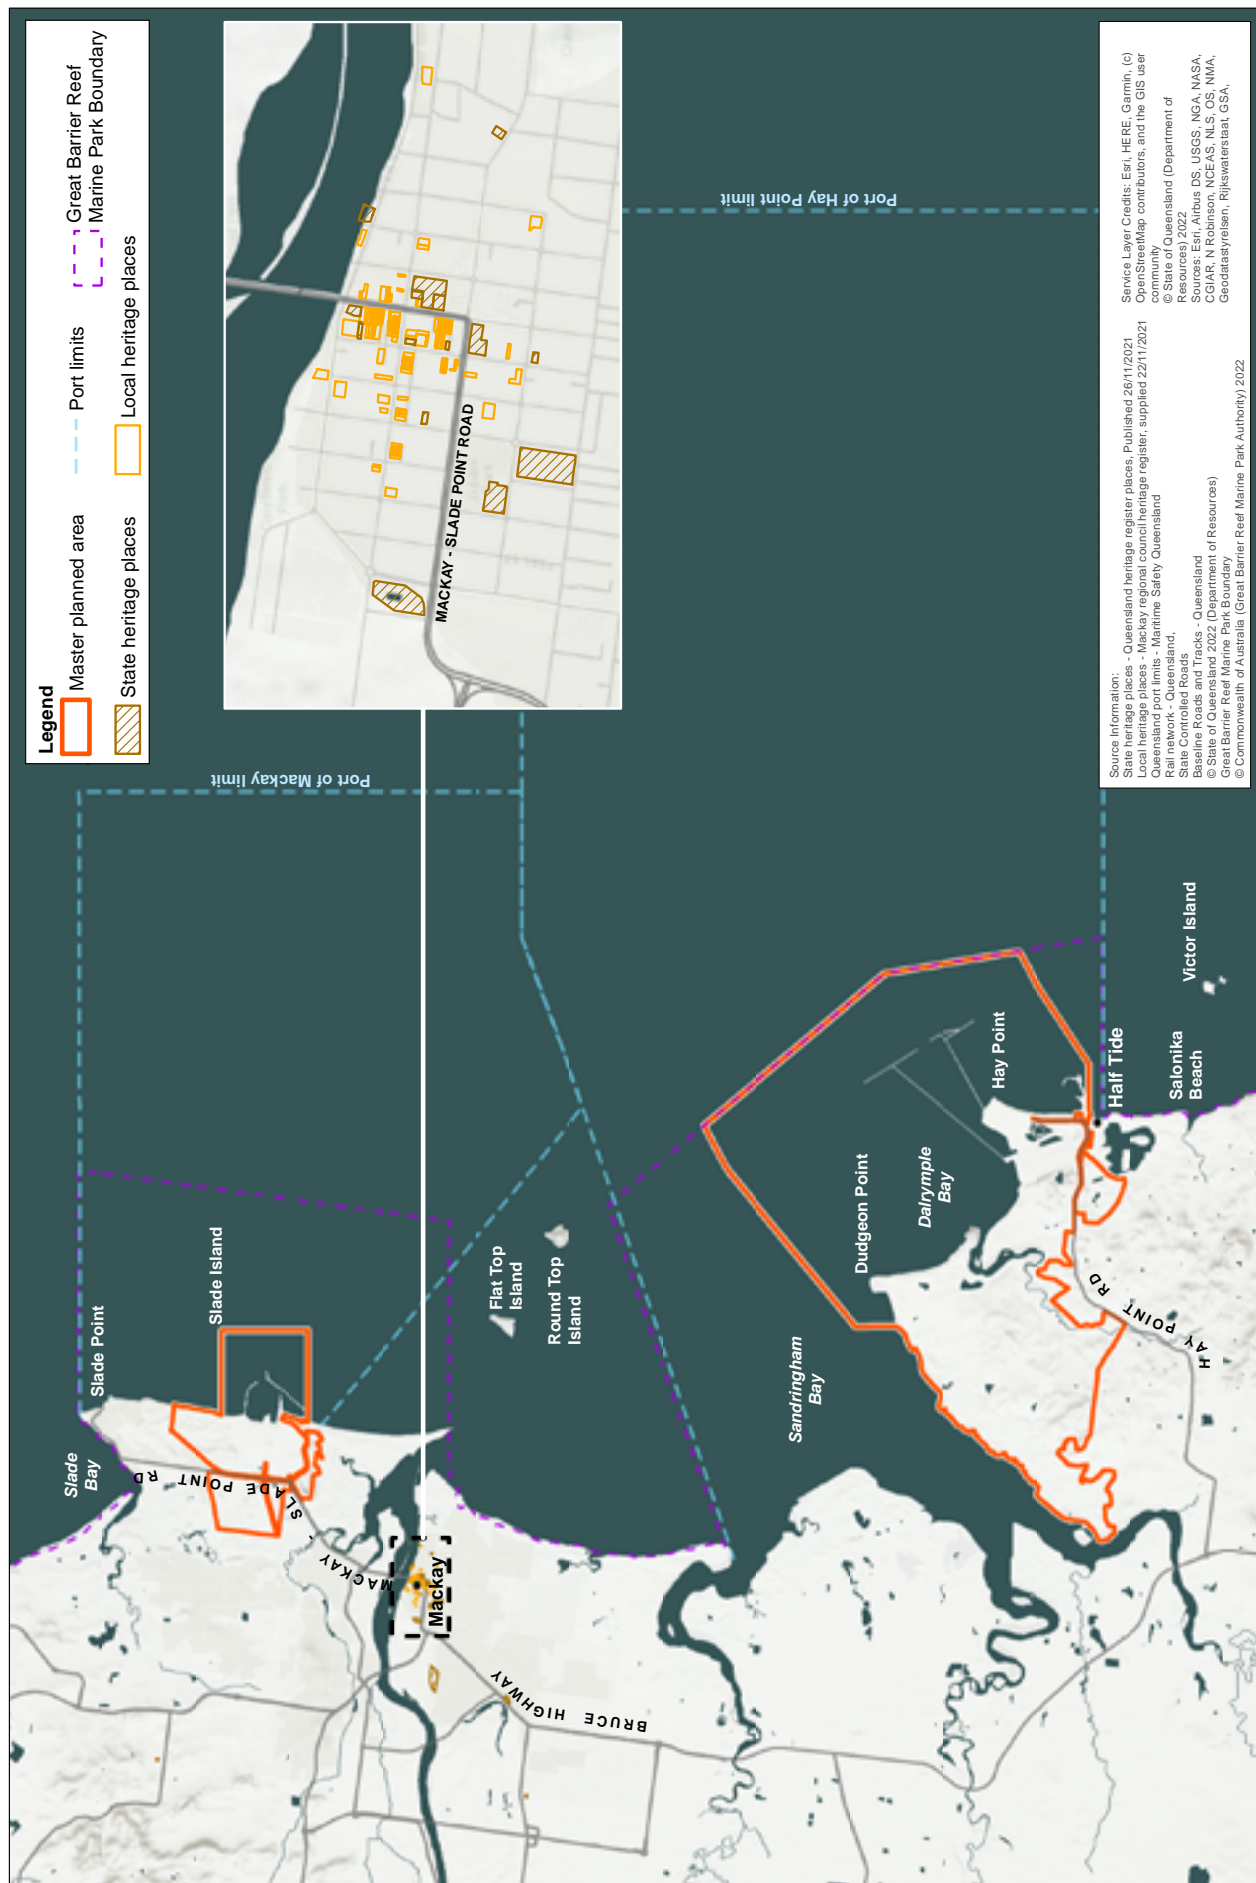 Legend
Master planned area
Port limits
Great Barrier Reef
Marine Park Boundary
State heritage places
Local heritage places
MACKAY - SLADE POINT ROAD
Port of Mackay limit
Port of Hay Point limit
Slade
Bay
Slade Point
Slade Island
MACKAY - SLADE POINT RD
Mackay
BRUCE HIGHWAY
Flat Top
Island
Round Top
Island
Sandringham
Bay
Dudgeon Point
Dalrymple
Bay
Hay Point
HAY POINT RD
Half Tide
Salonika
Beach
Victor Island
Source Information:
State heritage places - Queensland heritage register places, Published 26/11/2021
Local heritage places - Mackay regional council heritage register, supplied 22/11/2021
Queensland port limits - Maritime Safety Queensland
Rail network - Queensland,
State Controlled Roads
Baseline Roads and Tracks - Queensland
© State of Queensland 2022 (Department of Resources)
Great Barrier Reef Marine Park Boundary
© Commonwealth of Australia (Great Barrier Reef Marine Park Authority) 2022
Service Layer Credits: Esri, HERE, Garmin, (c)
OpenStreetMap contributors, and the GIS user
community
© State of Queensland (Department of
Resources) 2022
Sources: Esri, Airbus DS, USGS, NGA, NASA,
CGIAR, N Robinson, NCEAS, NLS, OS, NMA,
Geodatastyrelsen, Rijkswaterstaat, GSA,